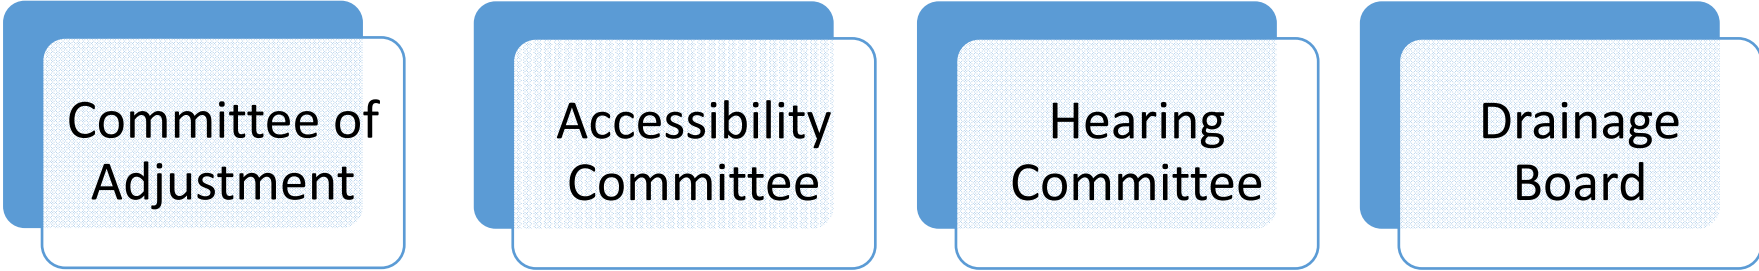 Committee of
Adjustment
Accessibility
Committee
Hearing
Committee
Drainage
Board